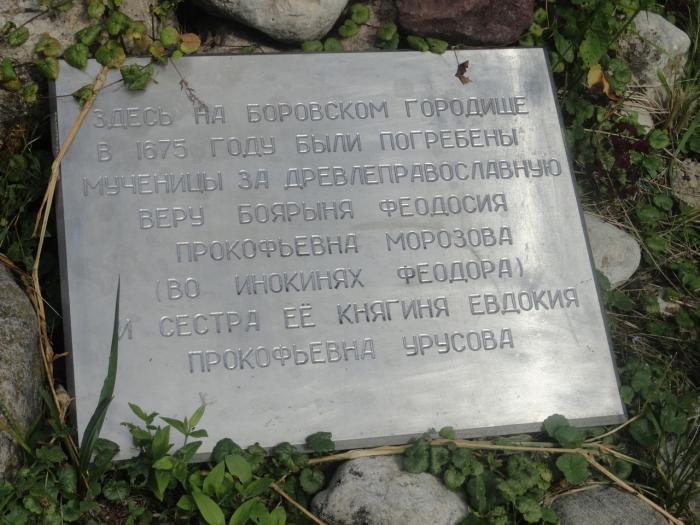 ЗДЕСЬ НА БОРОВСКОМ ГОРОДИЩЕ
В 1675 ГОДУ БЫЛИ ПОГРЕБЕНЫ
МУЧЕНИЦЫ ЗА ДРЕВЛЕПРАВОСЛАВНУЮ
ВЕРУ БОЯРЫНЯ ФЕОДОСИЯ
ПРОКОФЬЕВНА МОРОЗОВА
(ВО ИНОКИНЯХ ФЕОДОРА)
И СЕСТРА ЕЁ КНЯГИНЯ ЕВДОКИЯ
ПРОКОФЬЕВНА УРУСОВА